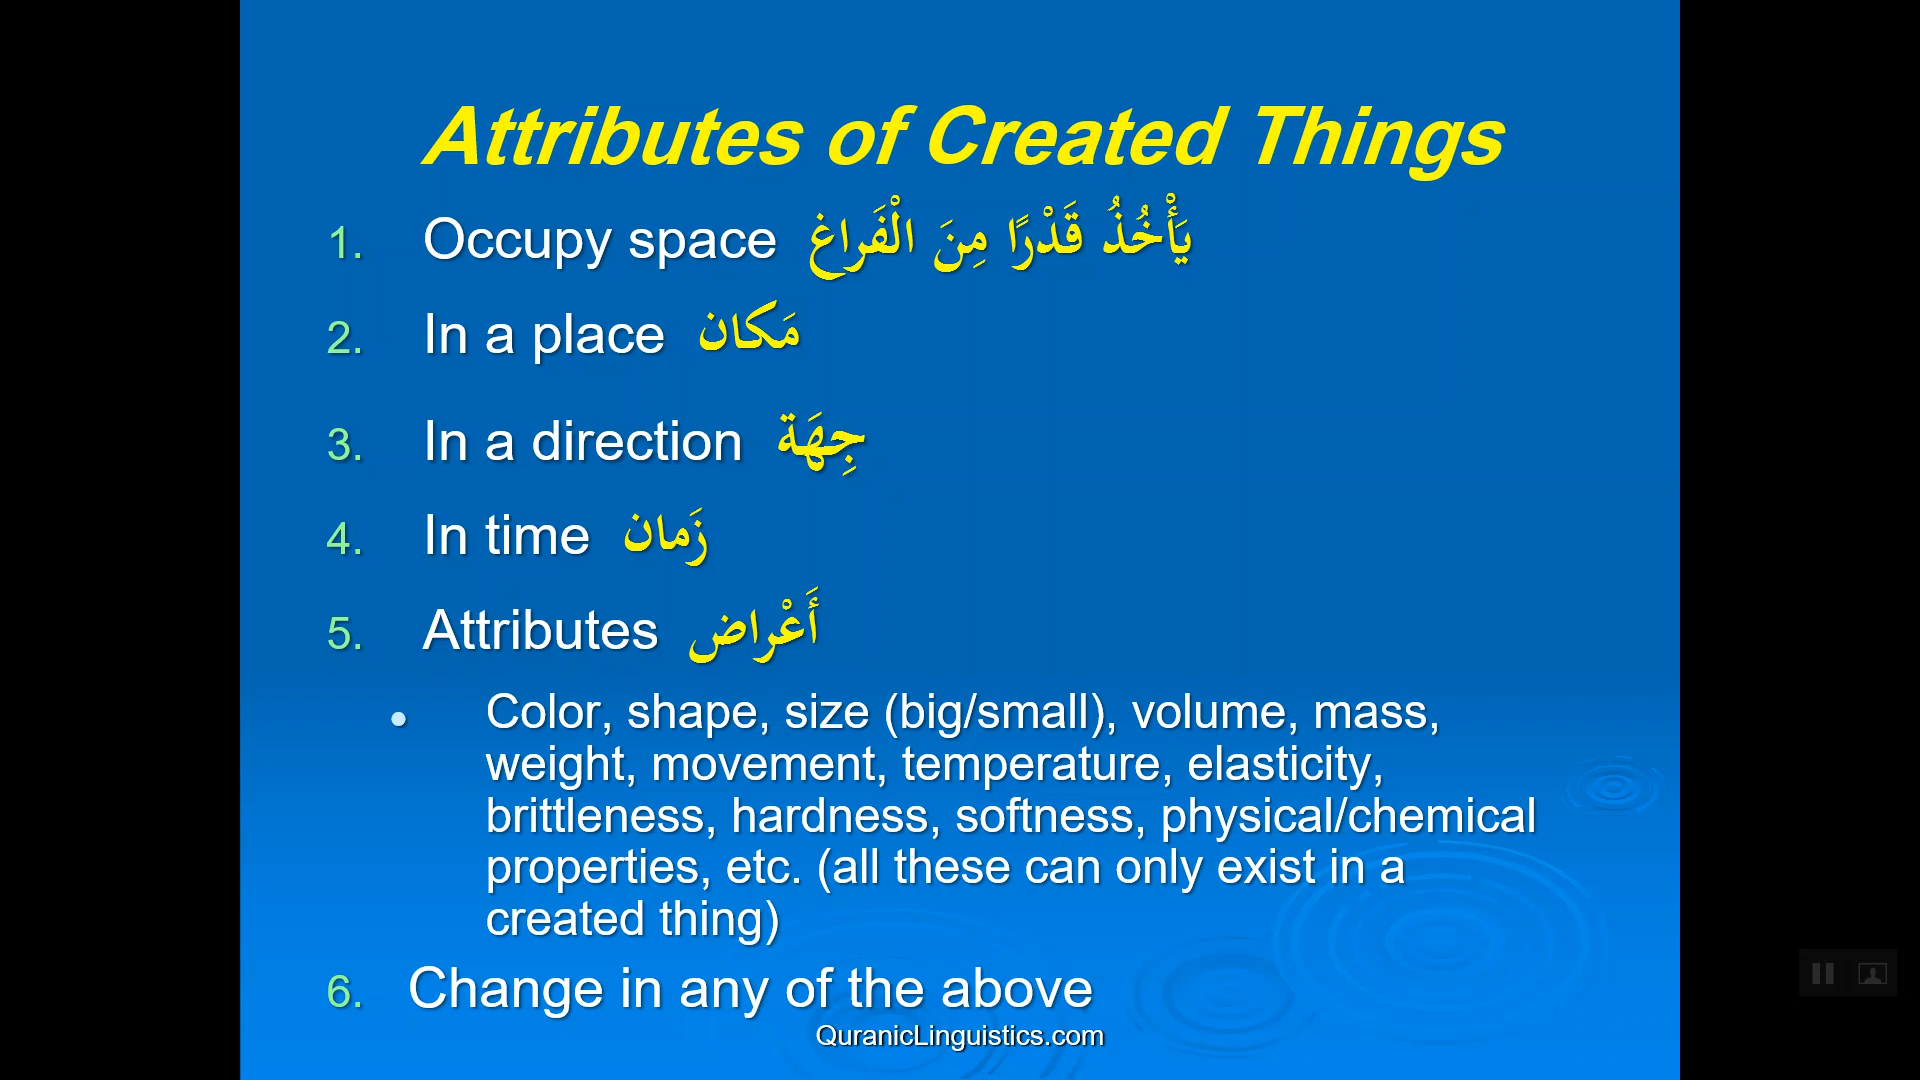 Attributes of Created Things
1. Occupy space يَأْخُذُ قَدْرًا مِنَ الْفَراغ
2. In a place مَكان
3. In a direction جِهَة
4. In time زَمان
5. Attributes أَعْراض
• Color, shape, size (big/small), volume, mass,
weight, movement, temperature, elasticity,
brittleness, hardness, softness, physical/chemical
properties, etc. (all these can only exist in a
created thing)
6. Change in any of the above
QuranicLinguistics.com